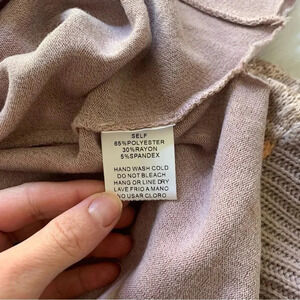 SELF
65%POLYESTER
30%RAYON
5%SPANDEX
HAND WASH COLD
DO NOT BLEACH
HANG OR LINE DRY
LAVE FRIO A MANO
NO USAR CLORO